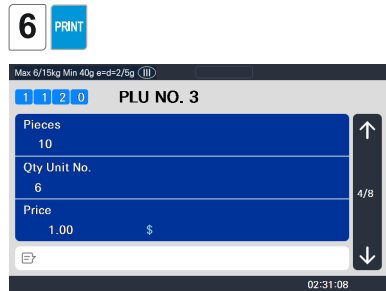 6 PRINT
Max 6/15kg Min 40g e=d=2/5g III
1 1 2 0 PLU NO. 3
Pieces
10
Qty Unit No.
6
4/8
Price
1.00 $
02:31:08